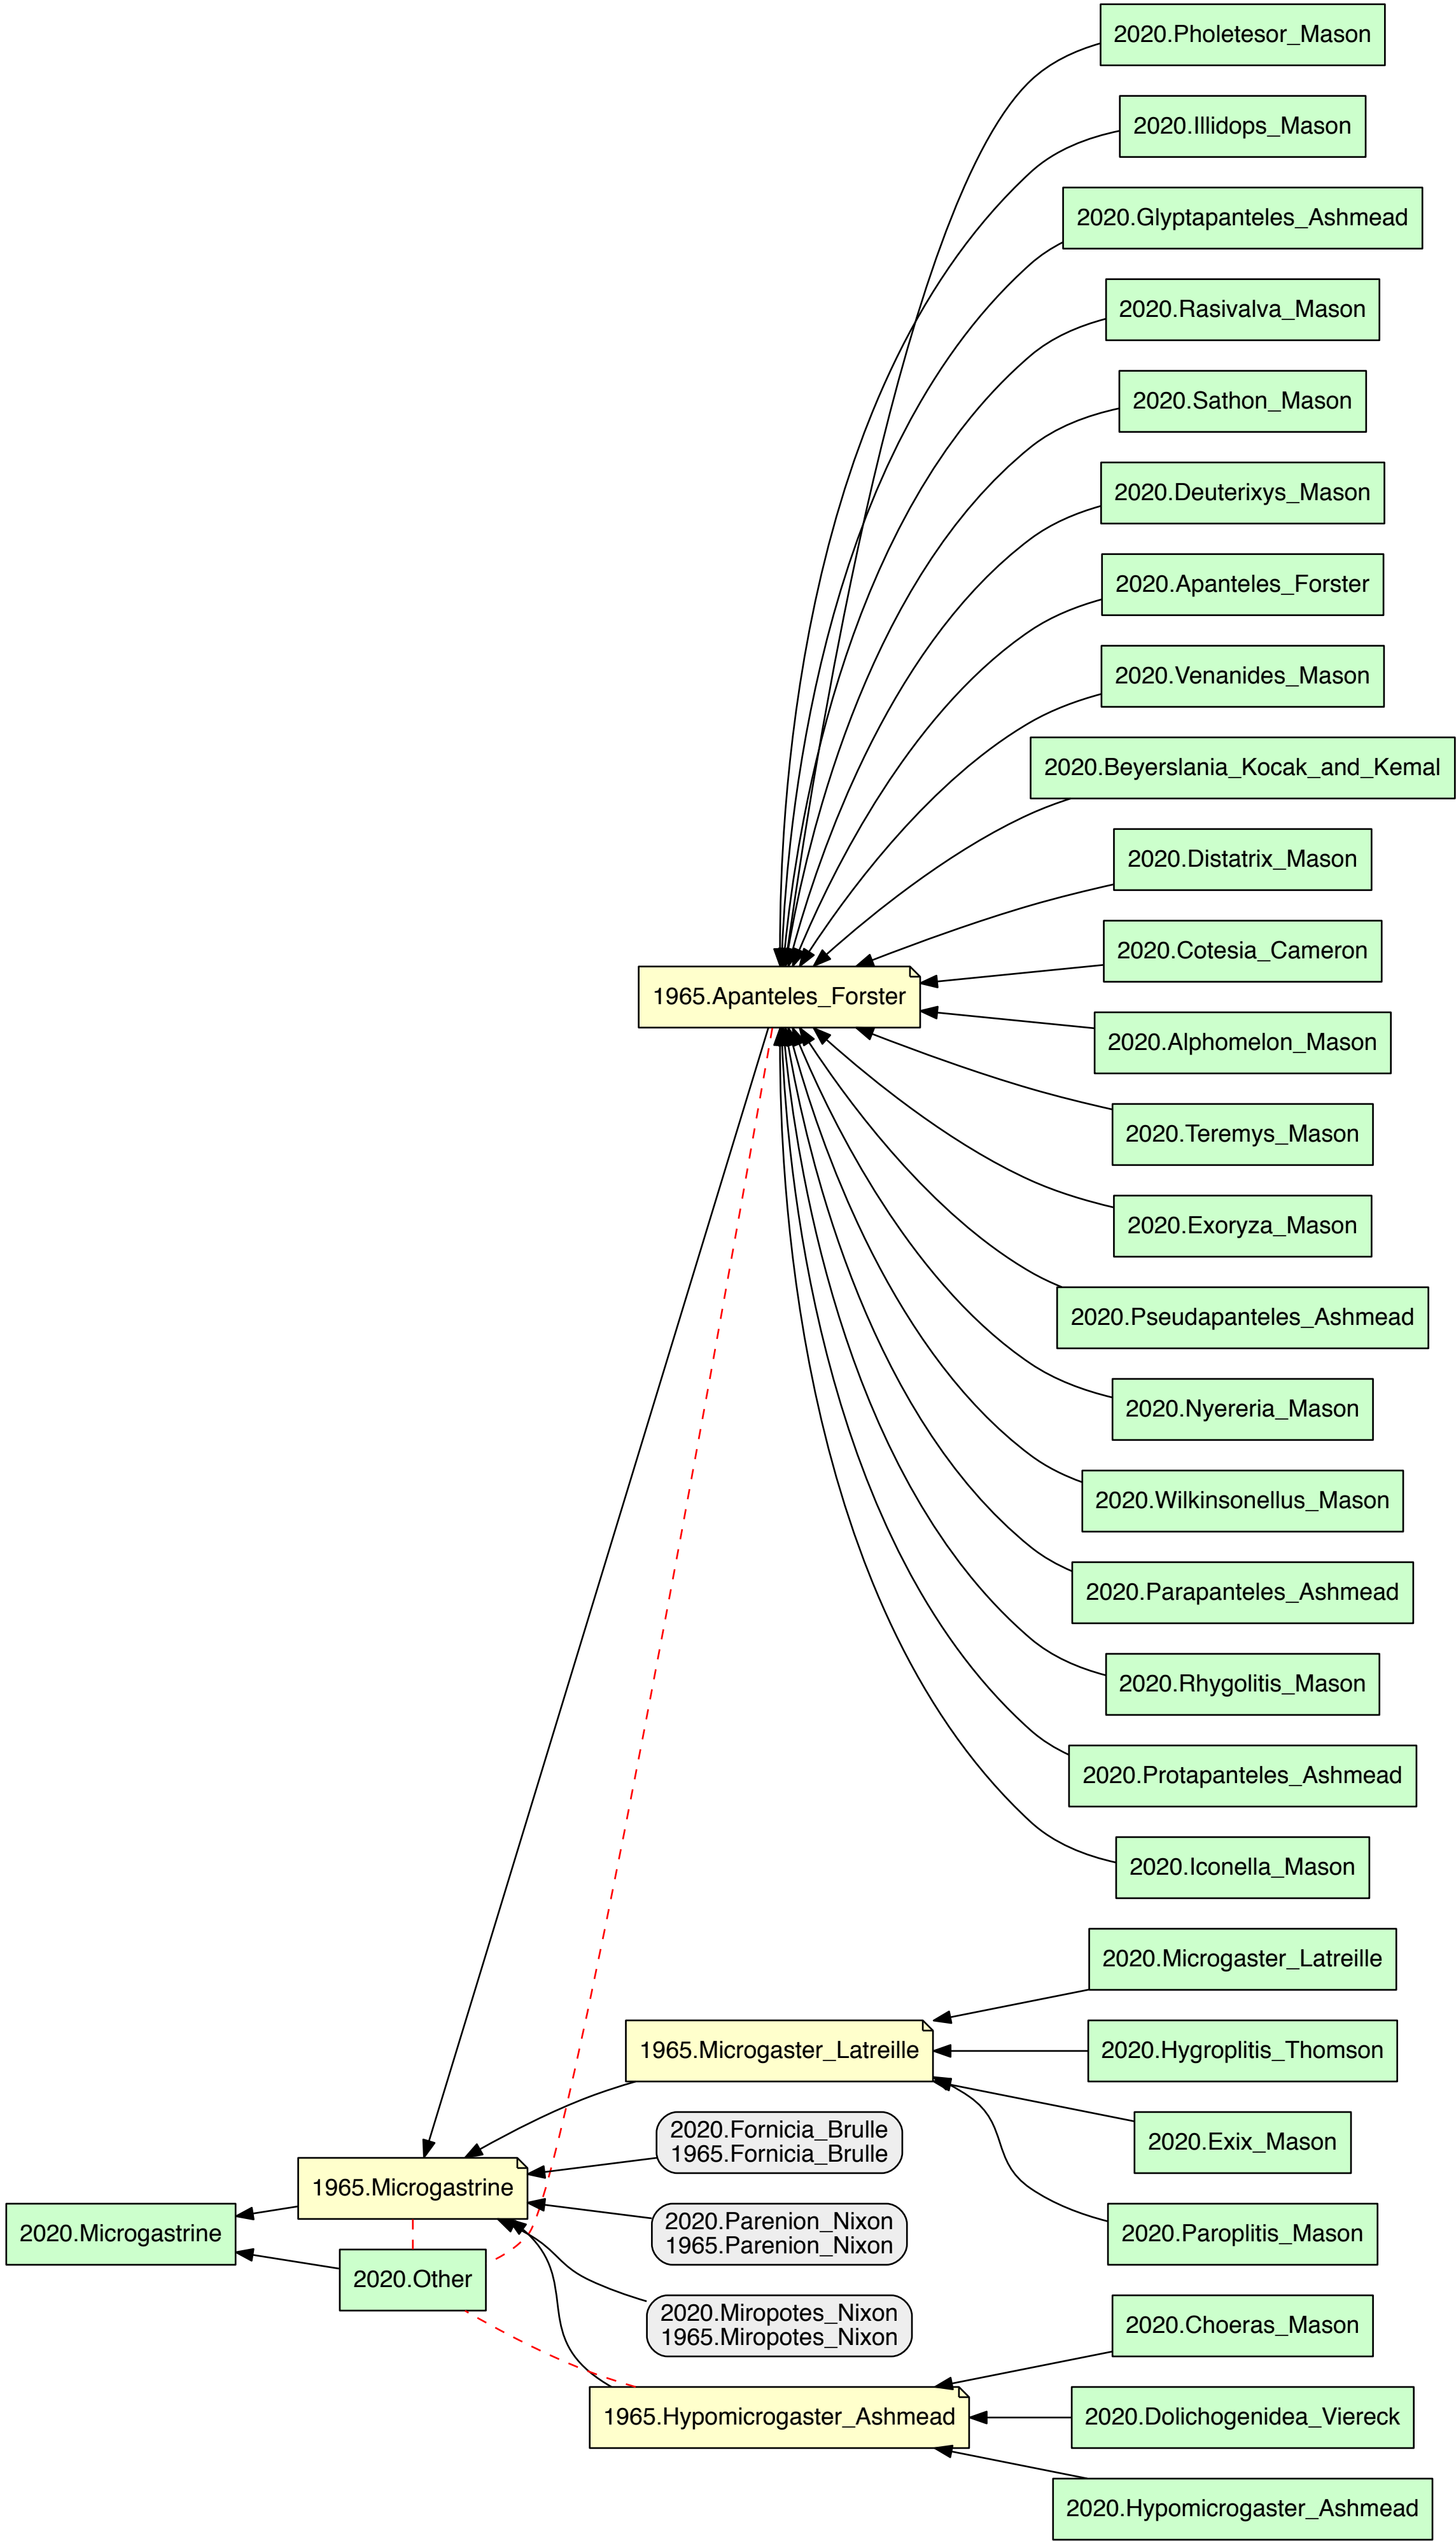 2020.Pholetesor_Mason
2020.Illidops_Mason
2020.Glyptapanteles_Ashmead
2020.Rasivalva_Mason
2020.Sathon_Mason
2020.Deuterixys_Mason
2020.Apanteles_Forster
2020.Venanides_Mason
2020.Beyerslania_Kocak_and_Kemal
2020.Distatrix_Mason
2020.Cotesia_Cameron
1965.Apanteles_Forster
2020.Alphomelon_Mason
2020.Teremys_Mason
2020.Exoryza_Mason
2020.Pseudapanteles_Ashmead
2020.Nyereria_Mason
2020.Wilkinsonellus_Mason
2020.Parapanteles_Ashmead
2020.Rhygolitis_Mason
2020.Protapanteles_Ashmead
2020.Iconella_Mason
2020.Microgaster_Latreille
1965.Microgaster_Latreille
2020.Hygroplitis_Thomson
2020.Fornicia_Brulle
1965.Fornicia_Brulle
2020.Exix_Mason
1965.Microgastrine
2020.Microgastrine
2020.Parenion_Nixon
1965.Parenion_Nixon
2020.Paroplitis_Mason
2020.Other
2020.Miropotes_Nixon
1965.Miropotes_Nixon
2020.Choeras_Mason
1965.Hypomicrogaster_Ashmead
2020.Dolichogenidea_Viereck
2020.Hypomicrogaster_Ashmead